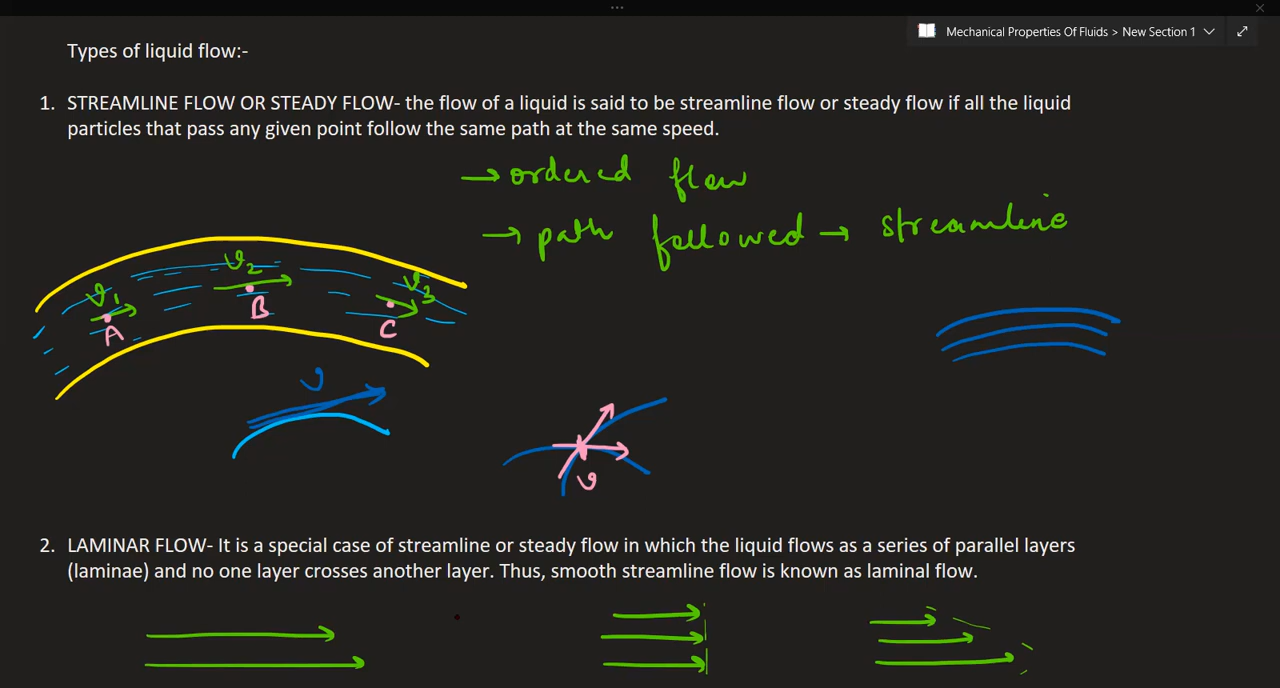 Mechanical Properties Of Fluids > New Section 1
Types of liquid flow:-
1. STREAMLINE FLOW OR STEADY FLOW- the flow of a liquid is said to be streamline flow or steady flow if all the liquid
particles that pass any given point follow the same path at the same speed.
→ ordered flow
→ path followed → streamline
v1
v2
v3
A
B
C
v
v
2. LAMINAR FLOW- It is a special case of streamline or steady flow in which the liquid flows as a series of parallel layers
(laminae) and no one layer crosses another layer. Thus, smooth streamline flow is known as laminal flow.